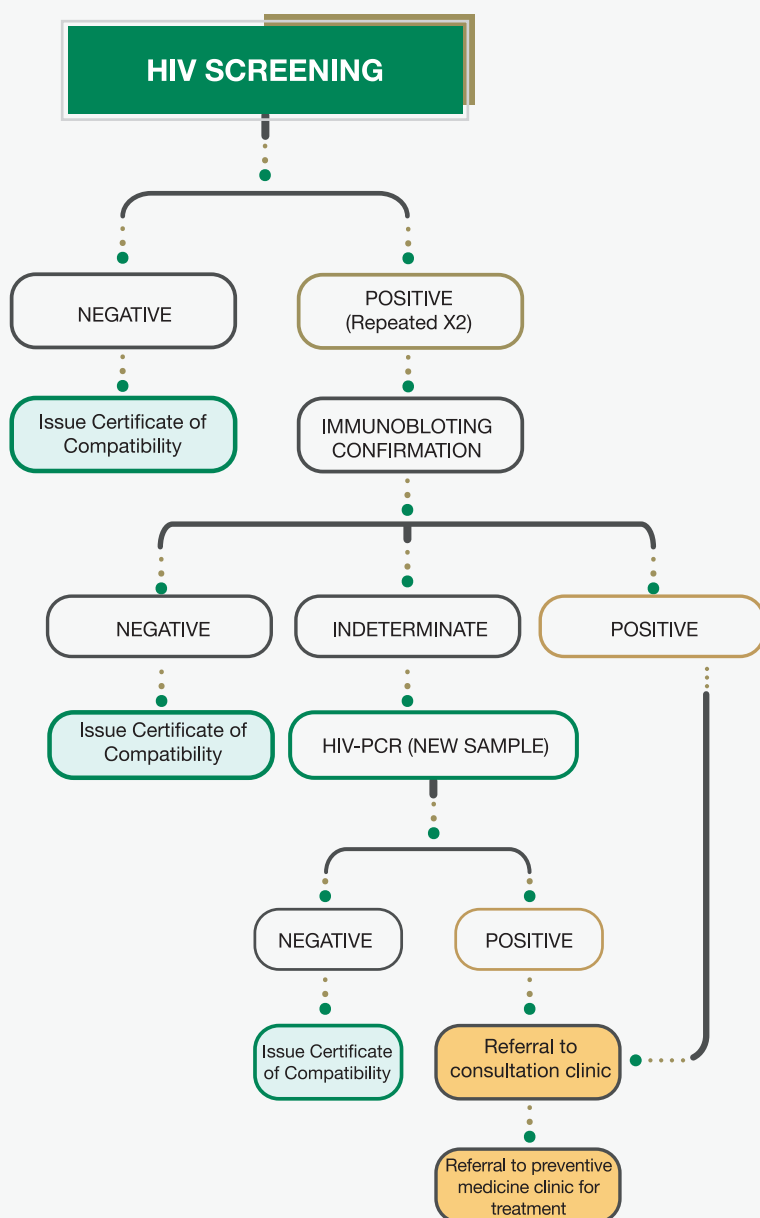 HIV SCREENING
NEGATIVE
POSITIVE
(Repeated X2)
Issue Certificate of
Compatibility
IMMUNOBLOTING
CONFIRMATION
NEGATIVE
INDETERMINATE
POSITIVE
Issue Certificate of
Compatibility
HIV-PCR (NEW SAMPLE)
NEGATIVE
POSITIVE
Issue Certificate
of Compatibility
Referral to
consultation clinic
Referral to preventive
medicine clinic for
treatment